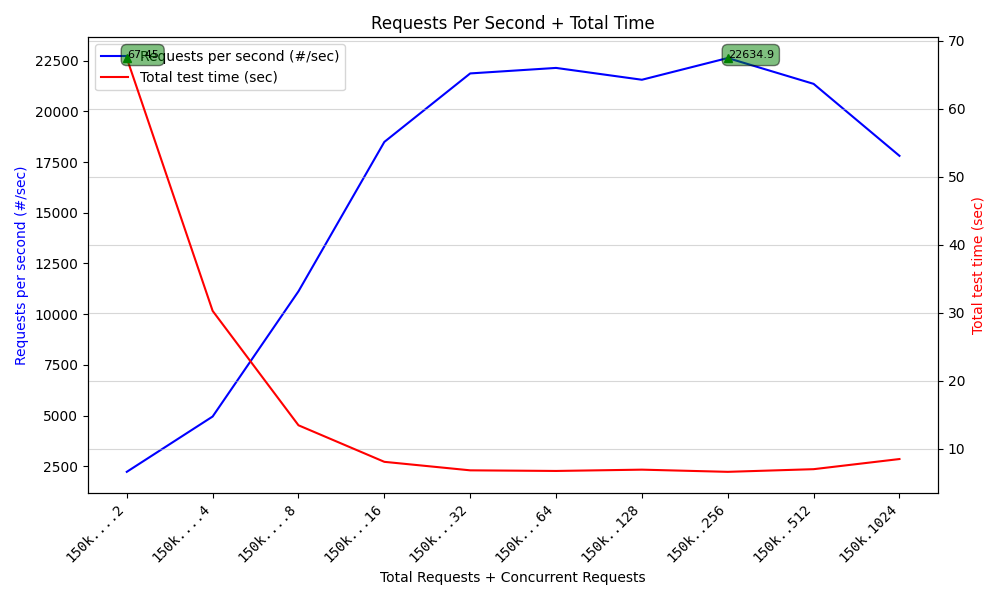 Requests Per Second + Total Time
67.45
Requests per second (#/sec)
Total test time (sec)
22634.9
22500
20000
17500
15000
12500
10000
7500
5000
2500
Requests per second (#/sec)
70
60
50
40
30
20
10
Total test time (sec)
150k....2
150k....4
150k....8
150k...16
150k...32
150k...64
150k..128
150k..256
150k..512
150k.1024
Total Requests + Concurrent Requests